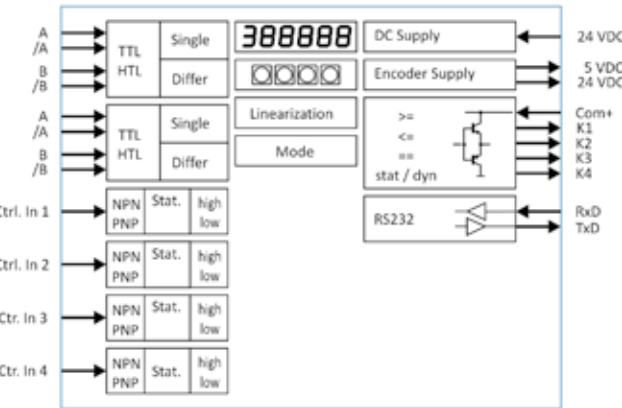 A
/A
B
/B
TTL
HTL
Single
Differ
A
/A
B
/B
TTL
HTL
Single
Differ
Ctrl. In 1
NPN
PNP
Stat.
high
low
Ctrl. In 2
NPN
PNP
Stat.
high
low
Ctr. In 3
NPN
PNP
Stat.
high
low
Ctr. In 4
NPN
PNP
Stat.
high
low
388888
Linearization
Mode
DC Supply
24 VDC
Encoder Supply
5 VDC
24 VDC
>=
<=
==
stat / dyn
Com+
K1
K2
K3
K4
RS232
RxD
TxD